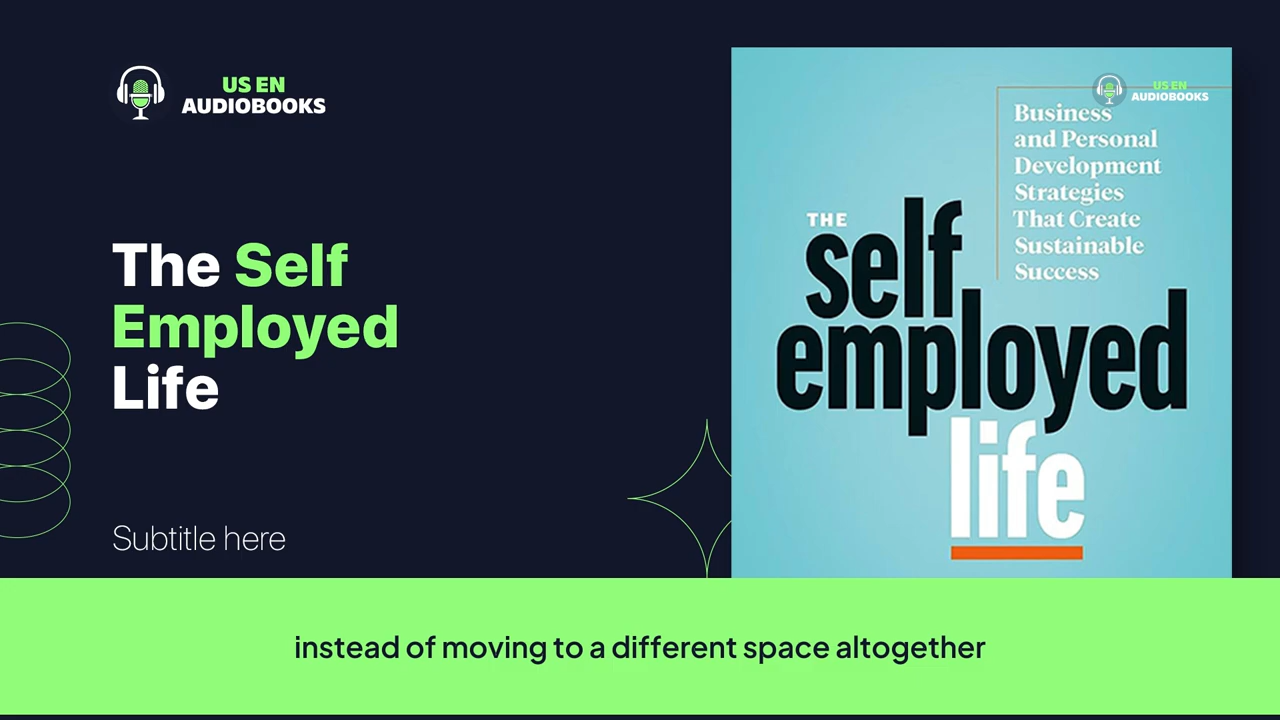 US EN
AUDIOBOOKS
The Self
Employed
Life
Subtitle here
US EN
AUDIOBOOKS
Business
and Personal
Development
Strategies
That Create
Sustainable
Success
THE
self
employed
life
instead of moving to a different space altogether